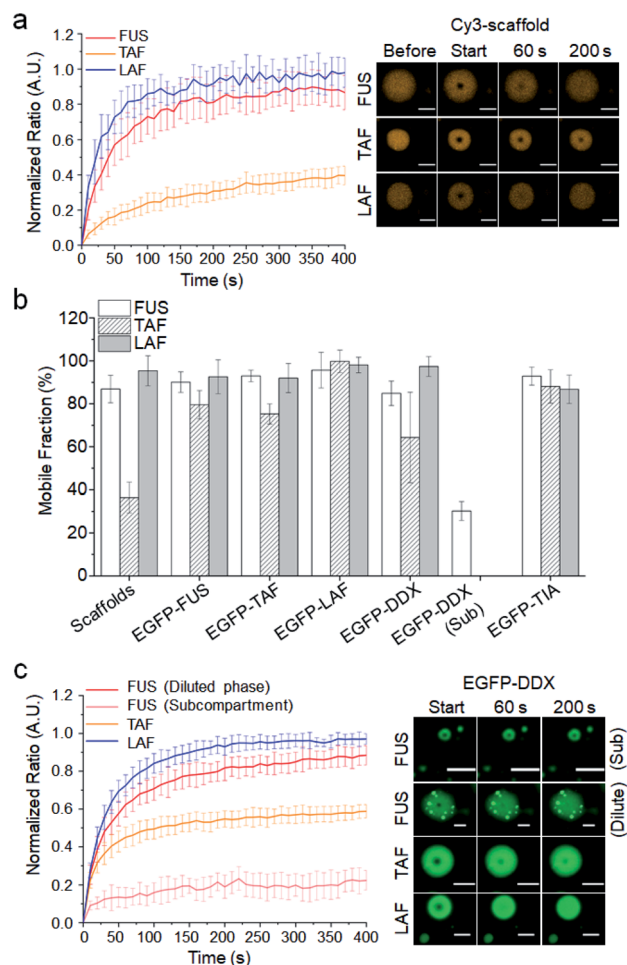 a
Normalized Ratio (A.U.)
1.2
1.0
0.8
0.6
0.4
0.2
0.0
FUS
TAF
LAF
0 50 100 150 200 250 300 350 400
Time (s)
Cy3-scaffold
Before Start 60 s 200 s
FUS
TAF
LAF
b
Mobile Fraction (%)
120
100
80
60
40
20
0
FUS
TAF
LAF
Scaffolds
EGFP-FUS
EGFP-TAF
EGFP-LAF
EGFP-DDX
EGFP-DDX
(Sub)
EGFP-TIA
c
Normalized Ratio (A.U.)
1.2
1.0
0.8
0.6
0.4
0.2
0.0
FUS (Diluted phase)
FUS (Subcompartment)
TAF
LAF
0 50 100 150 200 250 300 350 400
Time (s)
EGFP-DDX
Start 60 s 200 s
FUS
(Sub)
FUS
(Dilute)
TAF
LAF